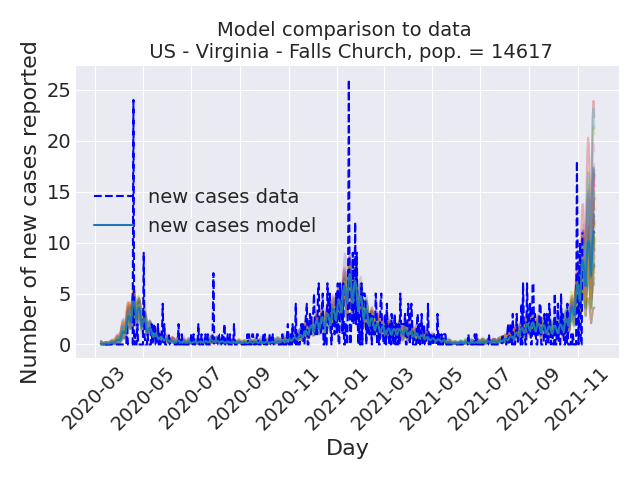 Model comparison to data
US - Virginia - Falls Church, pop. = 14617
Number of new cases reported
25
20
15
10
5
0
new cases data
new cases model
2020-03
2020-05
2020-07
2020-09
2020-11
2021-01
2021-03
2021-05
2021-07
2021-09
2021-11
Day